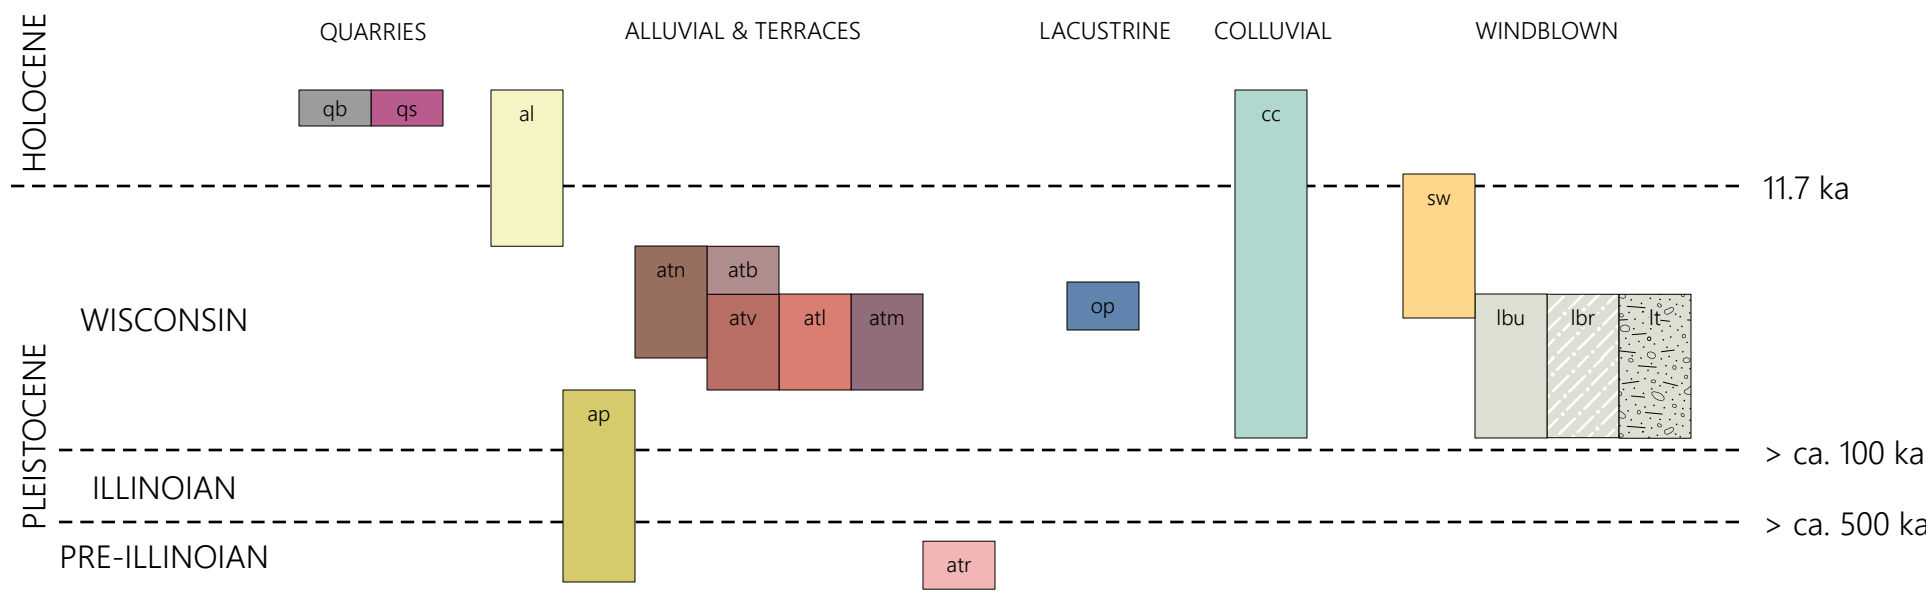 HOLOCENE
QUARRIES
ALLUVIAL & TERRACES
LACUSTRINE
COLLUVIAL
WINDBLOWN
qb
qs
al
cc
11.7 ka
sw
atn
atb
op
WISCONSIN
atv
atl
atm
lbu
lbr
lt
PLEISTOCENE
ap
> ca. 100 ka
ILLINOIAN
> ca. 500 ka
PRE-ILLINOIAN
atr